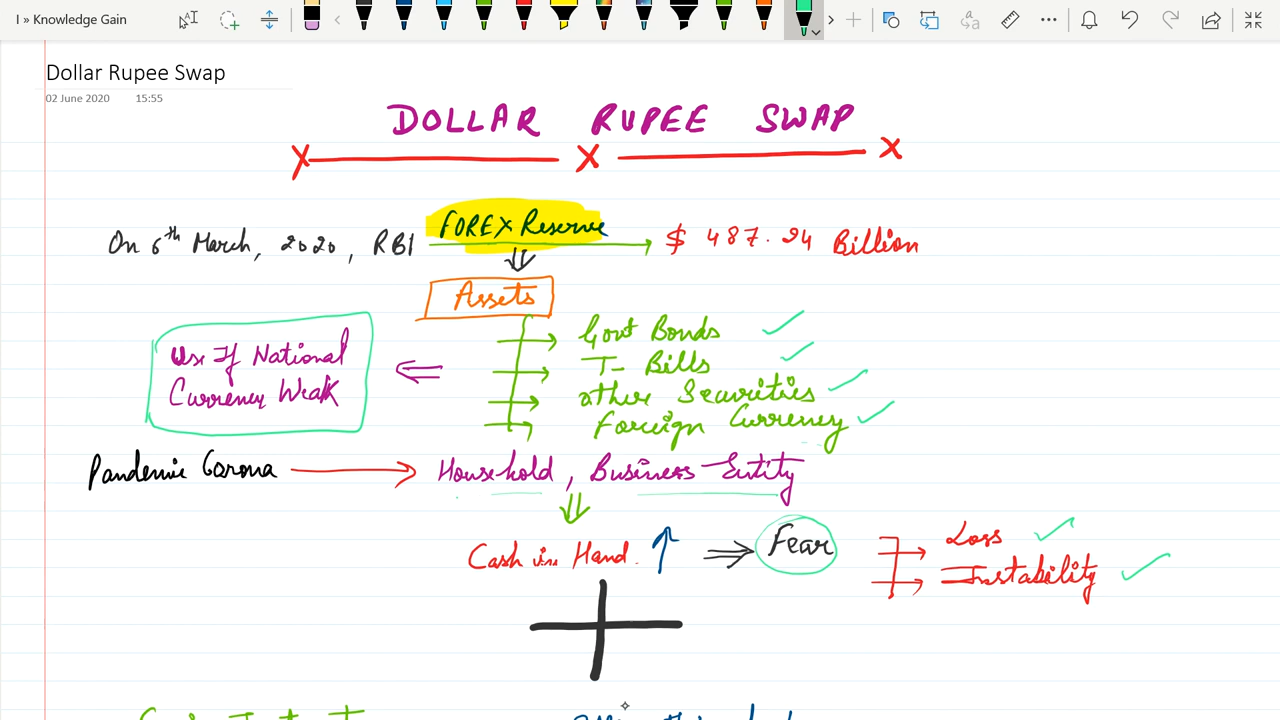 I » Knowledge Gain
Dollar Rupee Swap
02 June 2020 15:55
DOLLAR RUPEE SWAP
On 6th March, 2020, RBI FOREX Reserve $ 487.24 Billion
Assets
Govt Bonds
T- Bills
other Securities
Foreign Currency
Use If National
Currency Weak
Pandemic Corona Household, Business Entity
Cash in Hand. Fear
Loss
Instability